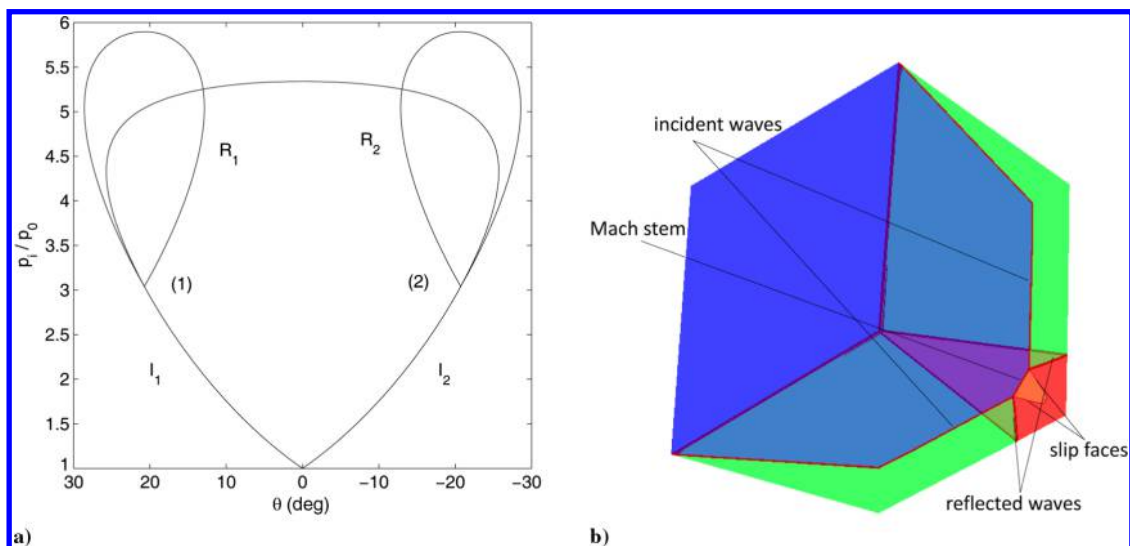 6
5.5
5
4.5
4
3.5
3
2.5
2
1.5
1
p_i / p_0
R_1
R_2
(1)
(2)
I_1
I_2
30 20 10 0 −10 −20 −30
θ (deg)
a)
incident waves
Mach stem
slip faces
reflected waves
b)